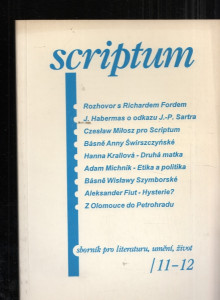 scriptum
Rozhovor s Richardem Fordem
J. Habermas o odkazu J.-P. Sartra
Czesław Miłosz pro Scriptum
Básně Anny Świrszczyńské
Hanna Krallová - Druhá matka
Adam Michnik - Etika a politika
Básně Wisławy Szymborské
Aleksander Fiut - Hysterie?
Z Olomouce do Petrohradu
sborník pro literaturu, umění, život
/11–12